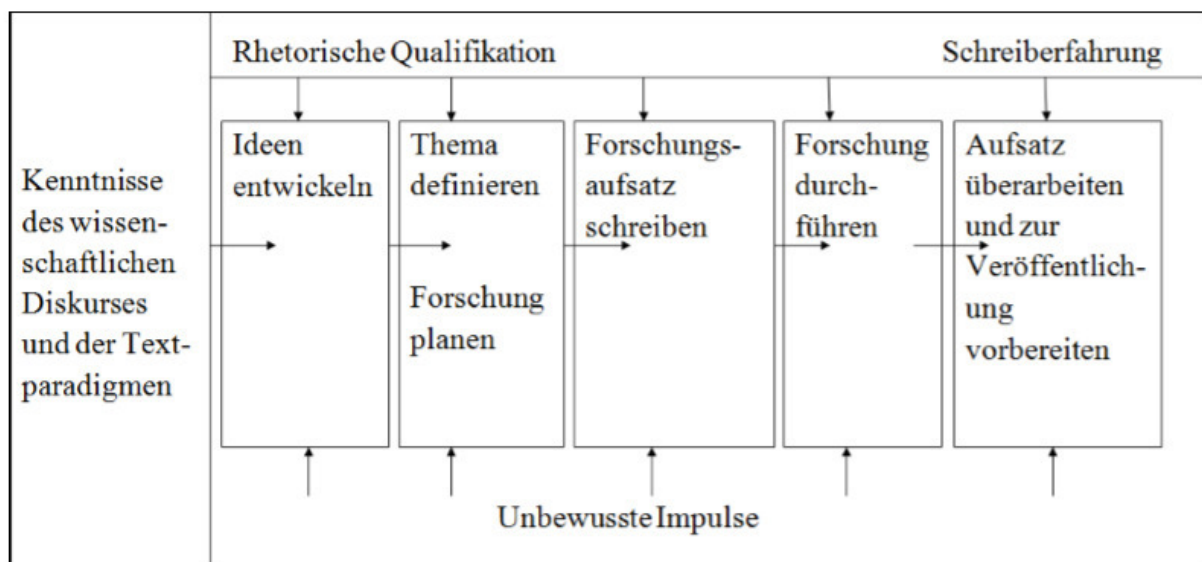 Rhetorische Qualifikation
Schreiberfahrung
Kenntnisse
des wissen-
schaftlichen
Diskurses
und der Text-
paradigmen
Ideen
entwickeln
Thema
definieren
Forschung
planen
Forschungs-
aufsatz
schreiben
Forschung
durch-
führen
Aufsatz
überarbeiten
und zur
Veröffentlich-
ung
vorbereiten
Unbewusste Impulse